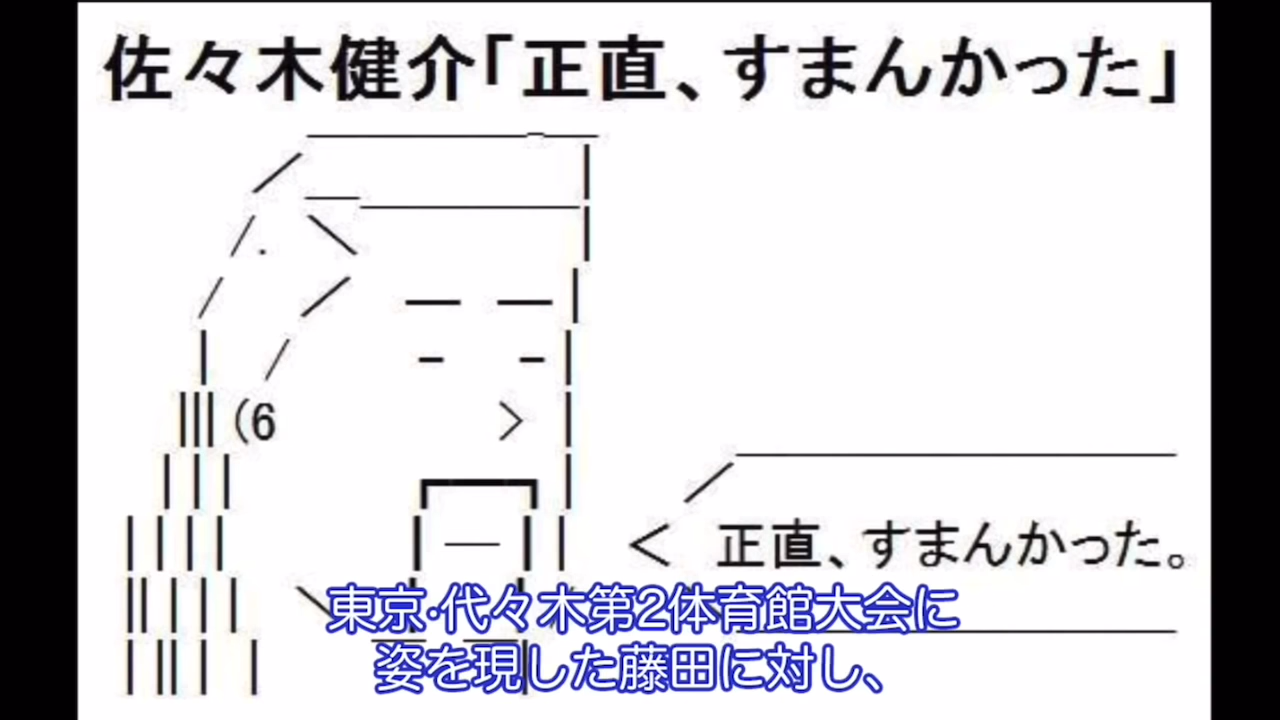 佐々木健介「正直、すまんかった」
正直、すまんかった。
東京・代々木第2体育館大会に
姿を現した藤田に対し、